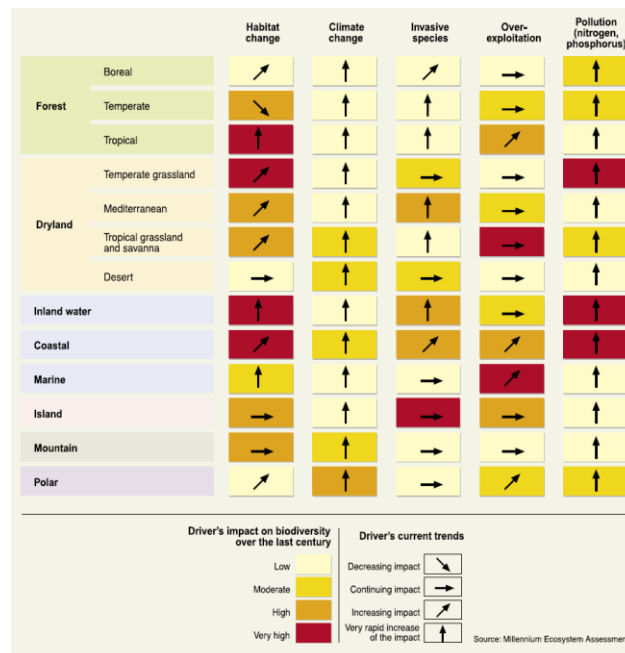 Habitat
change
Climate
change
Invasive
species
Over-
exploitation
Pollution
(nitrogen,
phosphorus)
Forest
Boreal
Temperate
Tropical
Dryland
Temperate grassland
Mediterranean
Tropical grassland
and savanna
Desert
Inland water
Coastal
Marine
Island
Mountain
Polar
Driver's impact on biodiversity
over the last century
Low
Moderate
High
Very high
Driver's current trends
Decreasing impact
Continuing impact
Increasing impact
Very rapid increase
of the impact
Source: Millennium Ecosystem Assessmen